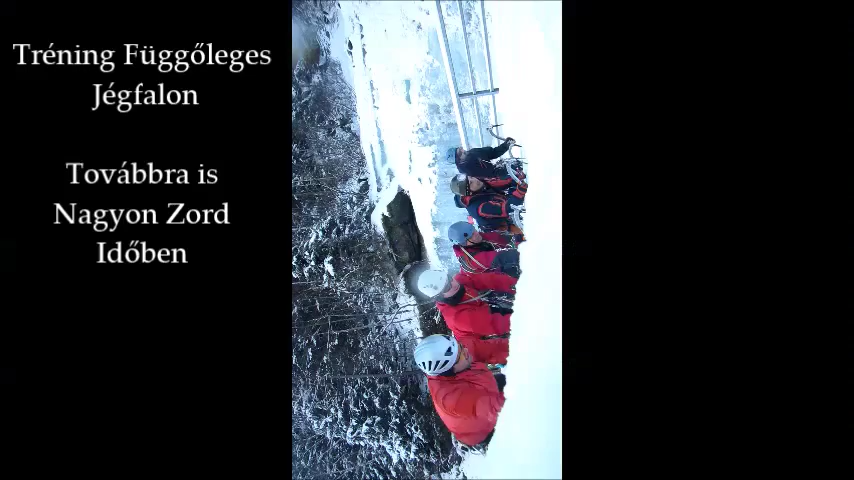 Tréning Függőleges
Jégfalon
Továbbra is
Nagyon Zord
Időben